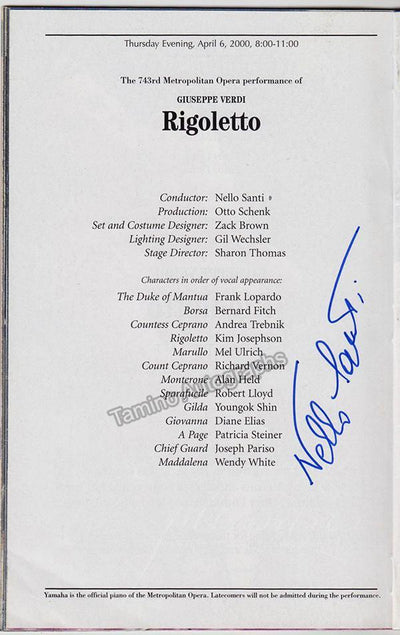 Thursday Evening, April 6, 2000, 8:00-11:00
The 743rd Metropolitan Opera performance of
GIUSEPPE VERDI
Rigoletto
Conductor: Nello Santi
Production: Otto Schenk
Set and Costume Designer: Zack Brown
Lighting Designer: Gil Wechsler
Stage Director: Sharon Thomas
Characters in order of vocal appearance:
The Duke of Mantua Frank Lopardo
Borsa Bernard Fitch
Countess Ceprano Andrea Trebnik
Rigoletto Kim Josephson
Marullo Mel Ulrich
Count Ceprano Richard Vernon
Monterone Alan Held
Sparafucile Robert Lloyd
Gilda Youngok Shin
Giovanna Diane Elias
A Page Patricia Steiner
Chief Guard Joseph Pariso
Maddalena Wendy White
Nello Santi
Tamino Autographs
Yamaha is the official piano of the Metropolitan Opera. Latecomers will not be admitted during the performance.